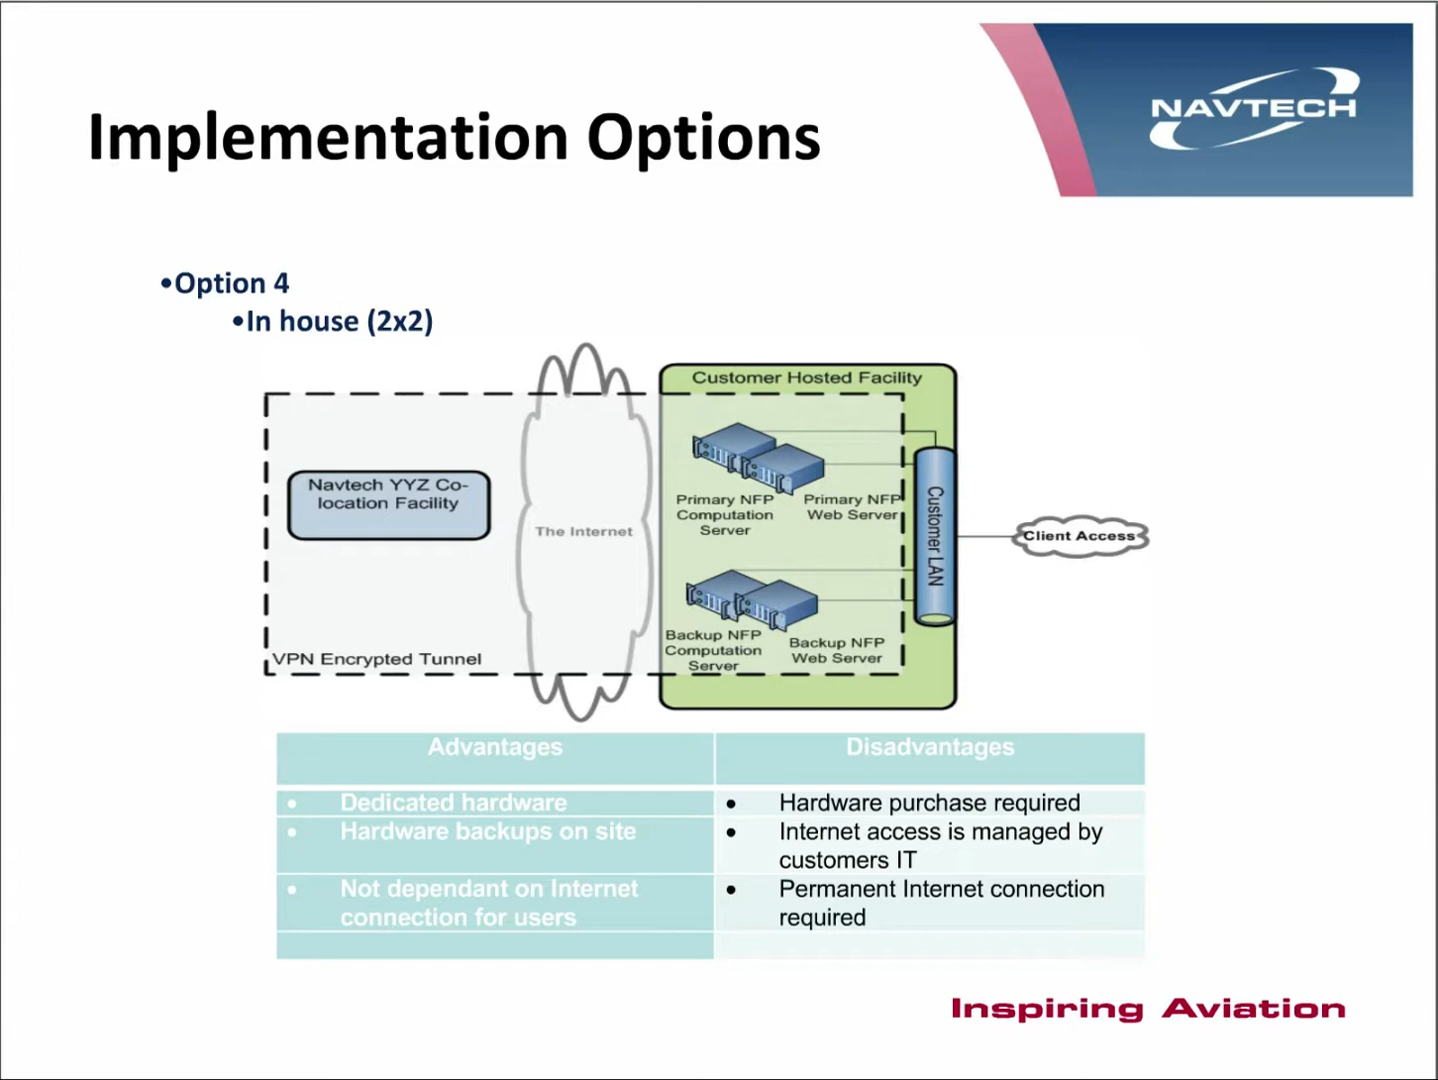 NAVTECH
Implementation Options
•Option 4
•In house (2x2)
Customer Hosted Facility
Navtech YYZ Co-
location Facility
The Internet
Primary NFP
Computation
Server
Primary NFP
Web Server
Customer LAN
Client Access
Backup NFP
Computation
Server
Backup NFP
Web Server
VPN Encrypted Tunnel
Advantages
Disadvantages
• Dedicated hardware
• Hardware purchase required
• Hardware backups on site
• Internet access is managed by
customers IT
• Not dependant on Internet
connection for users
• Permanent Internet connection
required
Inspiring Aviation